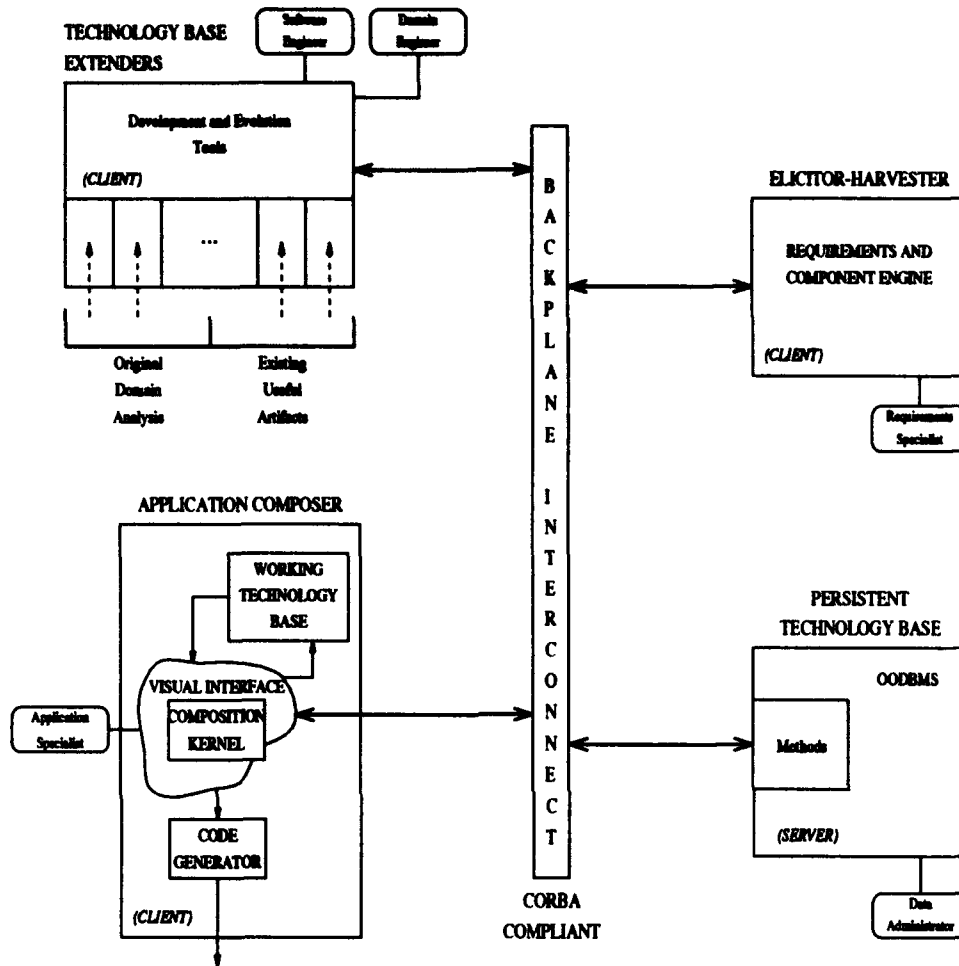 TECHNOLOGY BASE
EXTENDERS
Software
Engineer
Domain
Engineer
Development and Evolution
Tools
(CLIENT)
...
Original
Domain
Analysis
Existing
Useful
Artifacts
BACKPLANE INTERCONNECT
CORBA
COMPLIANT
ELICITOR-HARVESTER
REQUIREMENTS AND
COMPONENT ENGINE
(CLIENT)
Requirements
Specialist
APPLICATION COMPOSER
WORKING
TECHNOLOGY
BASE
VISUAL INTERFACE
COMPOSITION
KERNEL
Application
Specialist
CODE
GENERATOR
(CLIENT)
PERSISTENT
TECHNOLOGY BASE
OODBMS
Methods
(SERVER)
Data
Administrator